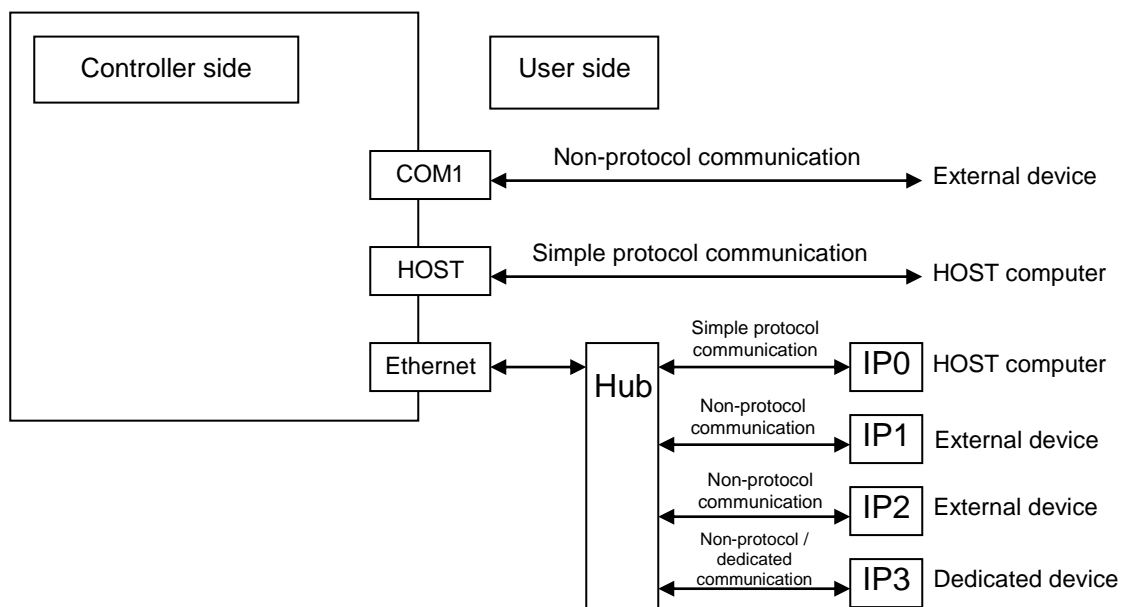 Controller side
User side
Non-protocol communication
COM1
External device
Simple protocol communication
HOST
HOST computer
Simple protocol
communication
Ethernet
Hub
IP0
HOST computer
Non-protocol
communication
IP1
External device
Non-protocol
communication
IP2
External device
Non-protocol /
dedicated
communication
IP3
Dedicated device